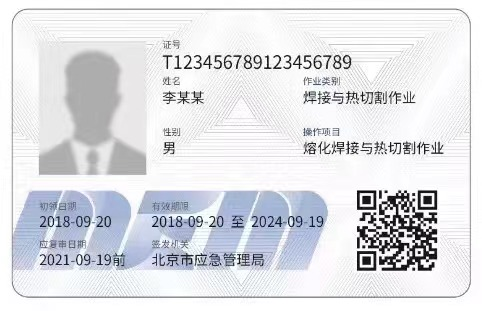 证号
T123456789123456789
姓名 作业类别
李某某 焊接与热切割作业
性别 操作项目
男 熔化焊接与热切割作业
初领日期 有效期限
2018-09-20 2018-09-20 至 2024-09-19
应复审日期 签发机关
2021-09-19前 北京市应急管理局